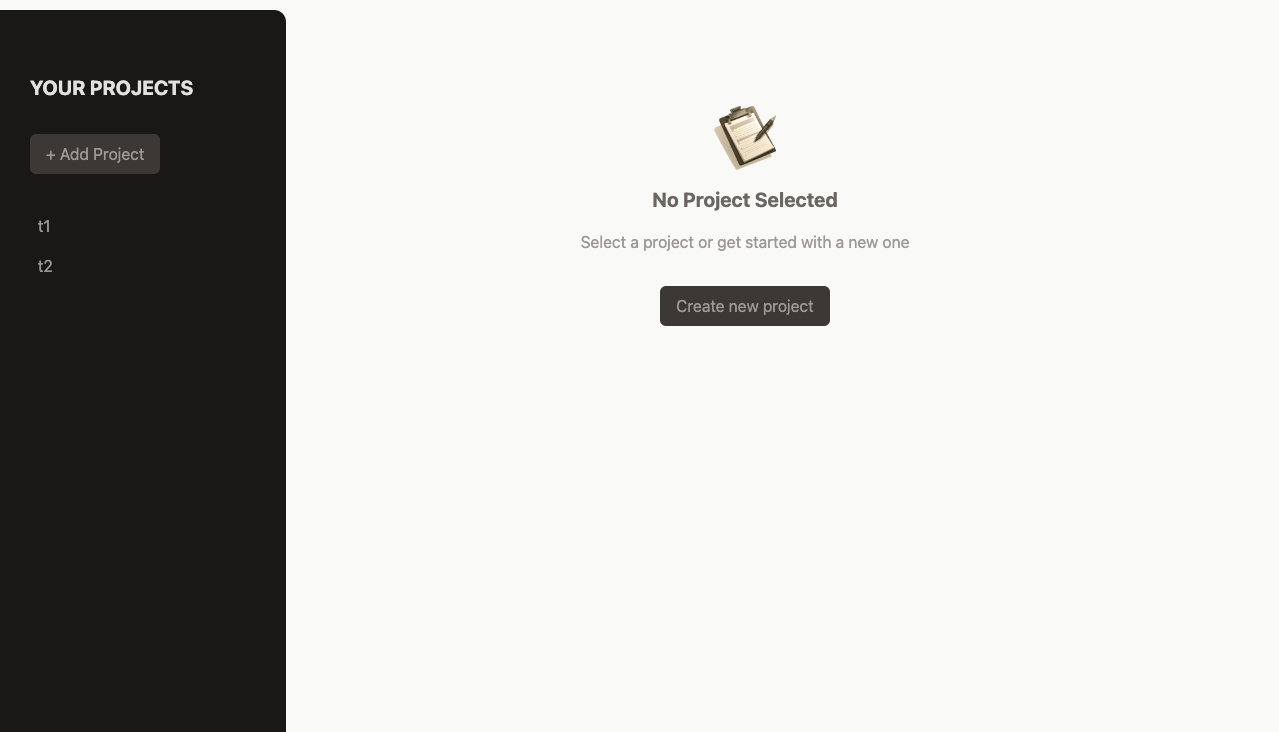 YOUR PROJECTS
+ Add Project
t1
t2
No Project Selected
Select a project or get started with a new one
Create new project